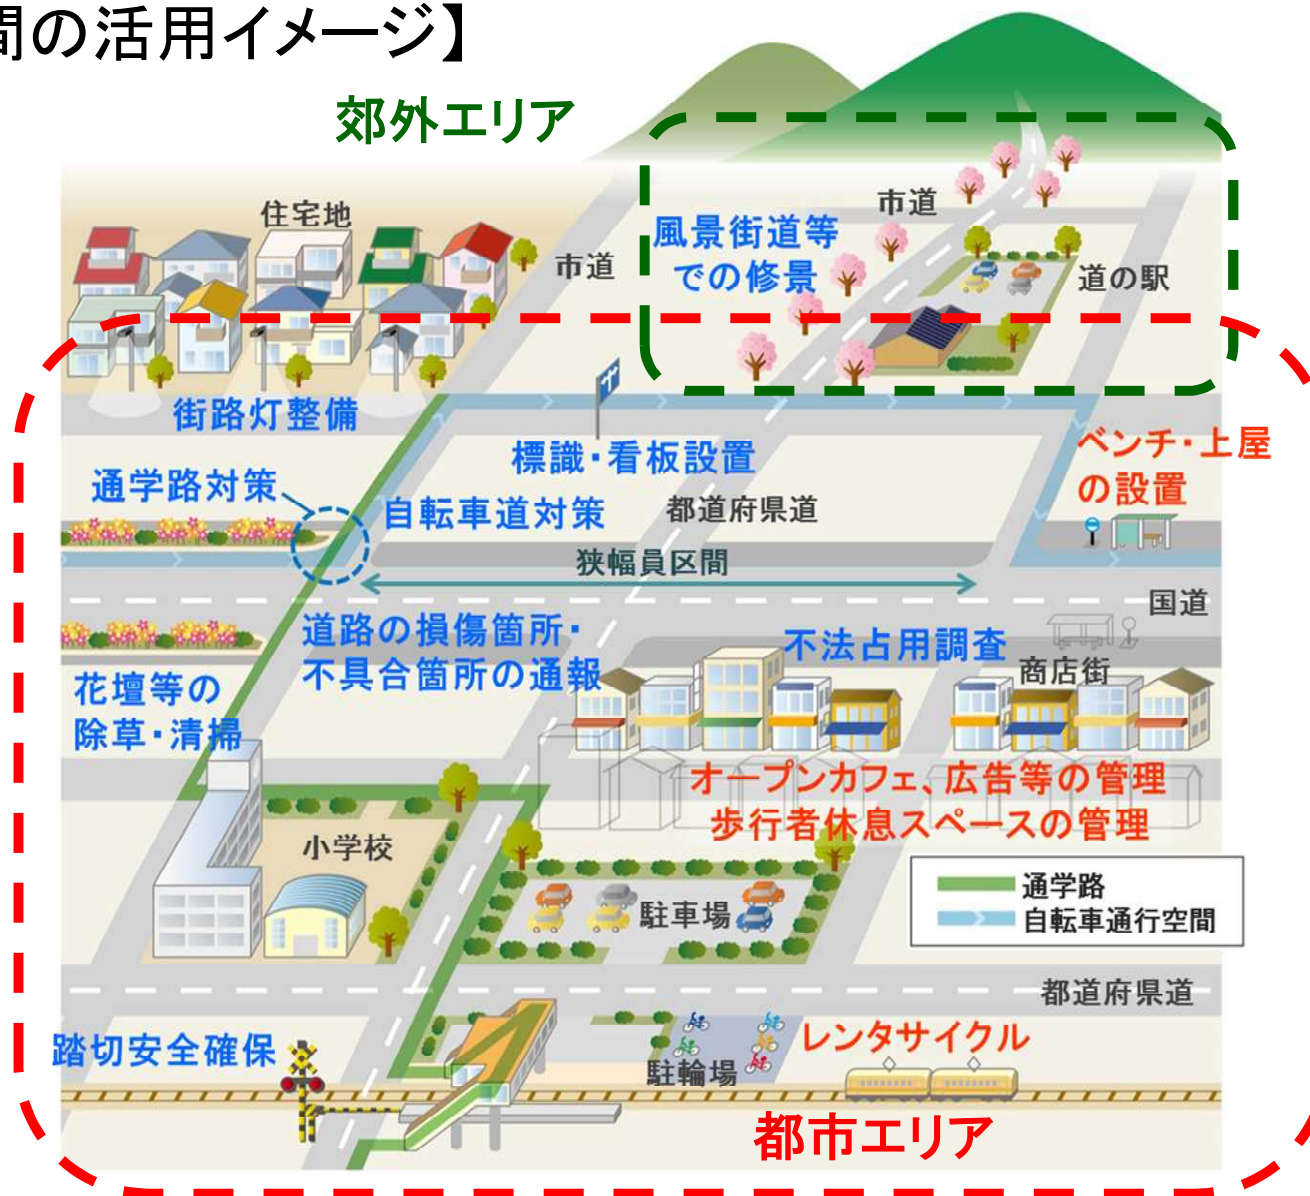 間の活用イメージ】
郊外エリア
住宅地
市道
市道
風景街道等
での修景
道の駅
街路灯整備
標識・看板設置
ベンチ・上屋
の設置
通学路対策
自転車道対策
都道府県道
狭幅員区間
国道
道路の損傷箇所・
不具合箇所の通報
不法占用調査
商店街
花壇等の
除草・清掃
オープンカフェ、広告等の管理
歩行者休息スペースの管理
小学校
駐車場
通学路
自転車通行空間
都道府県道
踏切安全確保
レンタサイクル
駐輪場
都市エリア